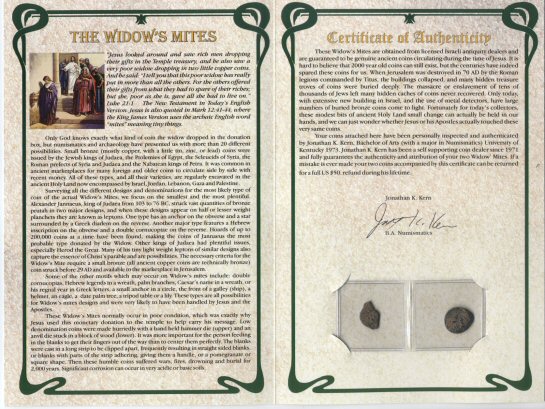 THE WIDOW'S MITES
"Jesus looked around and saw rich men dropping
their gifts in the Temple treasury, and he also saw a
very poor widow dropping in two little copper coins.
And he said: "I tell you that this poor widow has really
put in more than all the others. For the others offered
their gifts from what they had to spare of their riches;
but she, poor as she is, gave all she had to live on."
Luke 21:1 The New Testament in Today's English
Version. Jesus is also quoted in Mark 12:41-43, where
the King James Version uses the archaic English word
"mites" meaning tiny things.
Only God knows exactly what kind of coin the widow dropped in the donation
box, but numismatics and archaeology have presented us with more than 20 different
possibilities. Small bronze (mostly copper, with a little tin, zinc, or lead) coins were
issued by the Jewish kings of Judaea, the Ptolemies of Egypt, the Seleucids of Syria, the
Roman prefects of Syria and Judaea and the Nabataean kings of Petra. It was common in
ancient marketplaces for many foreign and older coins to circulate side by side with
recent money. All of these types, and all their varieties, are regularly excavated in the
ancient Holy Land now encompassed by Israel, Jordan, Lebanon, Gaza and Palestine.
Surveying all the different designs and denominations for the most likely type of
coin of the actual Widow's Mites, we focus on the smallest and the most plentiful.
Alexander Jannaeus, king of Judaea from 103 to 76 BC, struck vast quantities of bronze
peutah in two major designs, and when these designs appear on half or lighter weight
planchets they are known as leptons. One type has an anchor on the obverse and a star
surrounded by a Greek diadem on the reverse. Another major type features a Hebrew
inscription on the obverse and a double cornucopiae on the reverse. Hoards of up to
200,000 coins at a time have been found, making the coins of Jannaeus the most
probable type donated by the Widow. Other kings of Judaea had plentiful issues,
especially Herod the Great. Many of his tiny light weight leptons of similar designs also
capture the essence of Christ's parable and are possibilities. The necessary criteria for the
Widow's Mite require a small bronze (all ancient copper coins are technically bronze)
coin struck before 29 AD and available to the marketplace in Jerusalem.
Some of the other motifs which may occur on Widow's mites include: double
cornucopias, Hebrew legends in a wreath, palm branches, Caesar's name in a wreath, or
his regnal year in Greek letters, a small anchor in a circle, the front of a galley (ship), a
helmet, an eagle, a date palm tree, a tripod table or a lily. These types are all possibilities
for Widow's mites designs and were very likely to have been handled by Jesus and the
Apostles.
These Widow's Mites normally occur in poor condition, which was exactly why
Jesus used this monetary donation to the temple to help carry his message. Low
denomination coins were made hurriedly with a hand held hammer die (upper) and an
anvil die stuck in a block of wood (lower). It was more important for the person feeding
in the blanks to get their fingers out of the way than to center them perfectly. The blanks
were cast in a long strip to be clipped apart, frequently resulting in straight sided blanks,
or blanks with parts of the strip adhering, giving them a handle, or a pomegranate or
square shape. Then these humble coins suffered wars, fires, drowning and burial for
2,000 years. Significant corrosion can occur in very acidic or basic soils.
Certificate of Authenticity
These Widow's Mites are obtained from licensed Israeli antiquity dealers and
are guaranteed to be genuine ancient coins circulating during the time of Jesus. It is
hard to believe that 2000 year old coins can still exist, but the centuries have indeed
spared these coins for us. When Jerusalem was destroyed in 70 AD by the Roman
legions commanded by Titus, the buildings collapsed, and many hidden treasure
troves of coins were buried deeply. The massacre or enslavement of tens of
thousands of Jews left many hidden caches of coins never recovered. Only today,
with extensive new building in Israel, and the use of metal detectors, have large
numbers of buried bronze coins come to light. Fortunately for today's collectors,
these modest bits of ancient Holy Land small change can actually be held in our
hands, and we can just wonder whether Jesus or his Apostles actually touched these
very same coins.
Your coins attached here have been personally inspected and authenticated
by Jonathan K. Kern, Bachelor of Arts (with a major in Numismatics) University of
Kentucky 1973. Jonathan K. Kern has been a self supporting coin dealer since 1971
and fully guarantees the authenticity and attribution of your two Widow' Mites. If a
mistake is ever made your two coins accompanied by this certificate can be returned
for a full US $90. refund during his lifetime.
Jonathan K. Kern
B.A. Numismatics